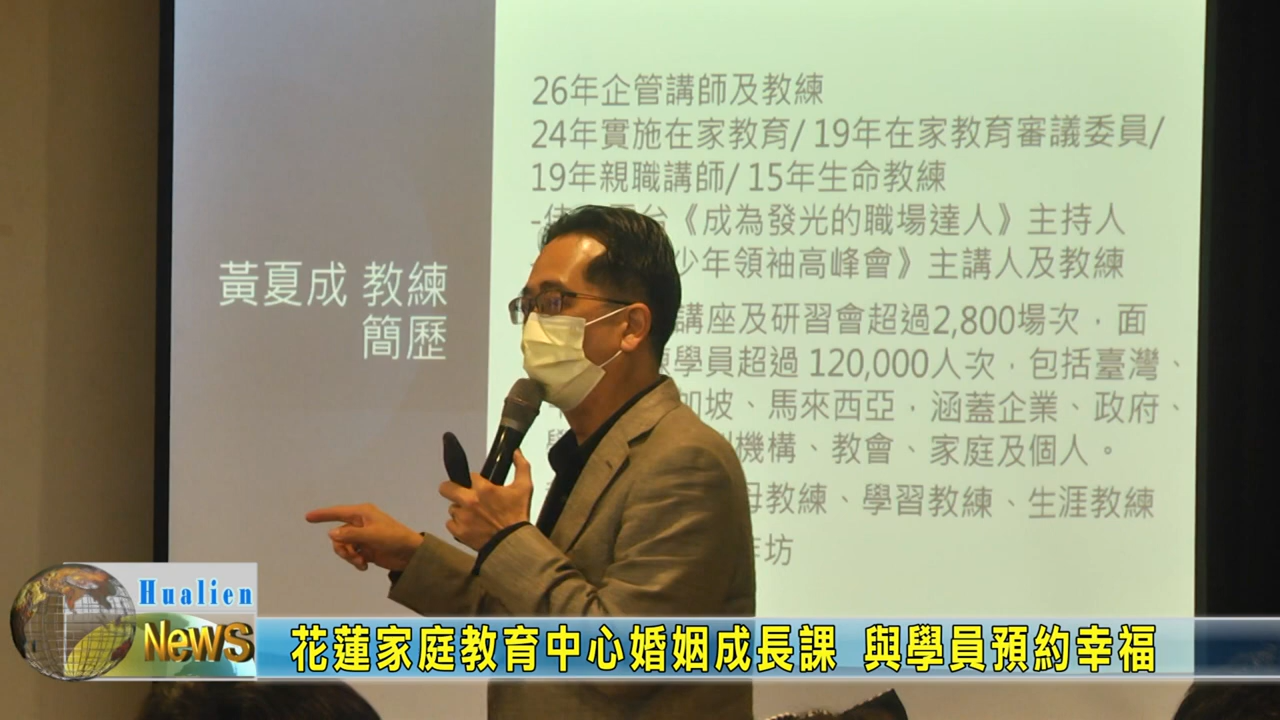 26年企管講師及教練
24年實施在家教育/ 19年在家教育審議委員/
19年親職講師/ 15年生命教練
《成為發光的職場達人》主持人
少年領袖高峰會》主講人及教練
講座及研習會超過2,800場次，面
學員超過 120,000人次，包括臺灣、
加坡、馬來西亞，涵蓋企業、政府、
機構、教會、家庭及個人。
母教練、學習教練、生涯教練
坊
黃夏成 教練
簡歷
Hualien
News
花蓮家庭教育中心婚姻成長課 與學員預約幸福